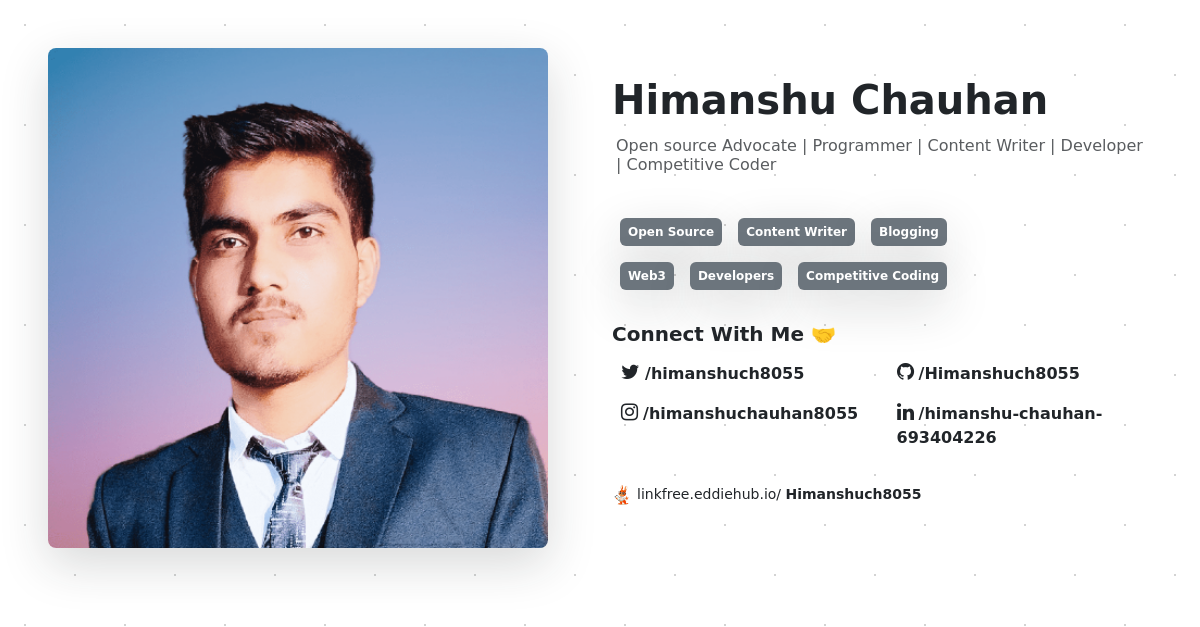 Himanshu Chauhan
Open source Advocate | Programmer | Content Writer | Developer
| Competitive Coder
Open Source Content Writer Blogging
Web3 Developers Competitive Coding
Connect With Me 🤝
/himanshuch8055
/Himanshuch8055
/himanshuchauhan8055
/himanshu-chauhan-
693404226
linkfree.eddiehub.io/ Himanshuch8055